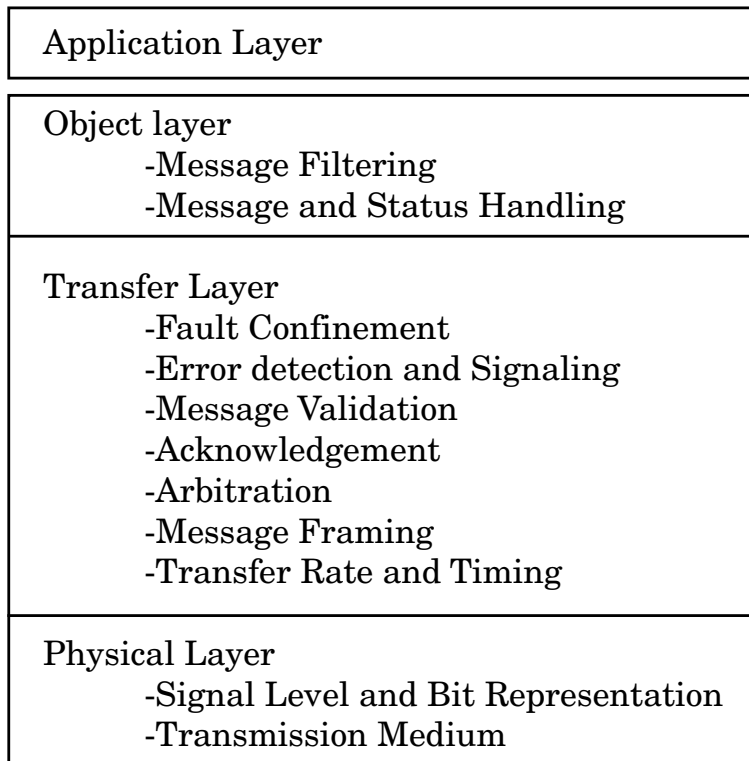 Application Layer
Object layer
-Message Filtering
-Message and Status Handling
Transfer Layer
-Fault Confinement
-Error detection and Signaling
-Message Validation
-Acknowledgement
-Arbitration
-Message Framing
-Transfer Rate and Timing
Physical Layer
-Signal Level and Bit Representation
-Transmission Medium